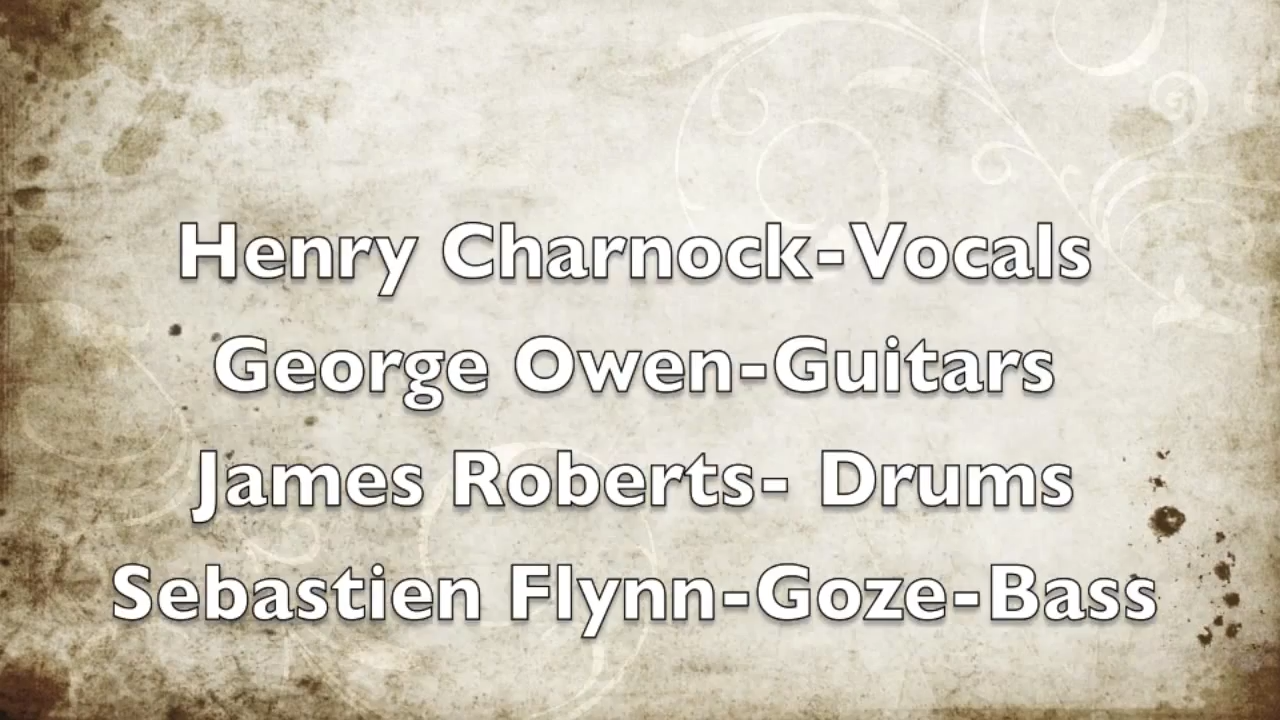 Henry Charnock-Vocals
George Owen-Guitars
James Roberts- Drums
Sebastien Flynn-Goze-Bass